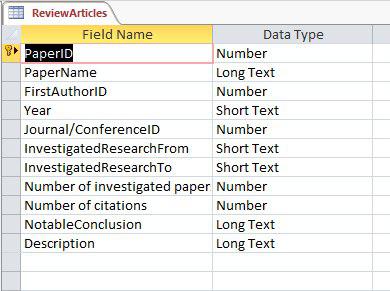 ReviewArticles
Field Name Data Type
PaperID Number
PaperName Long Text
FirstAuthorID Number
Year Short Text
Journal/ConferenceID Number
InvestigatedResearchFrom Short Text
InvestigatedResearchTo Short Text
Number of investigated paper Number
Number of citations Number
NotableConclusion Long Text
Description Long Text